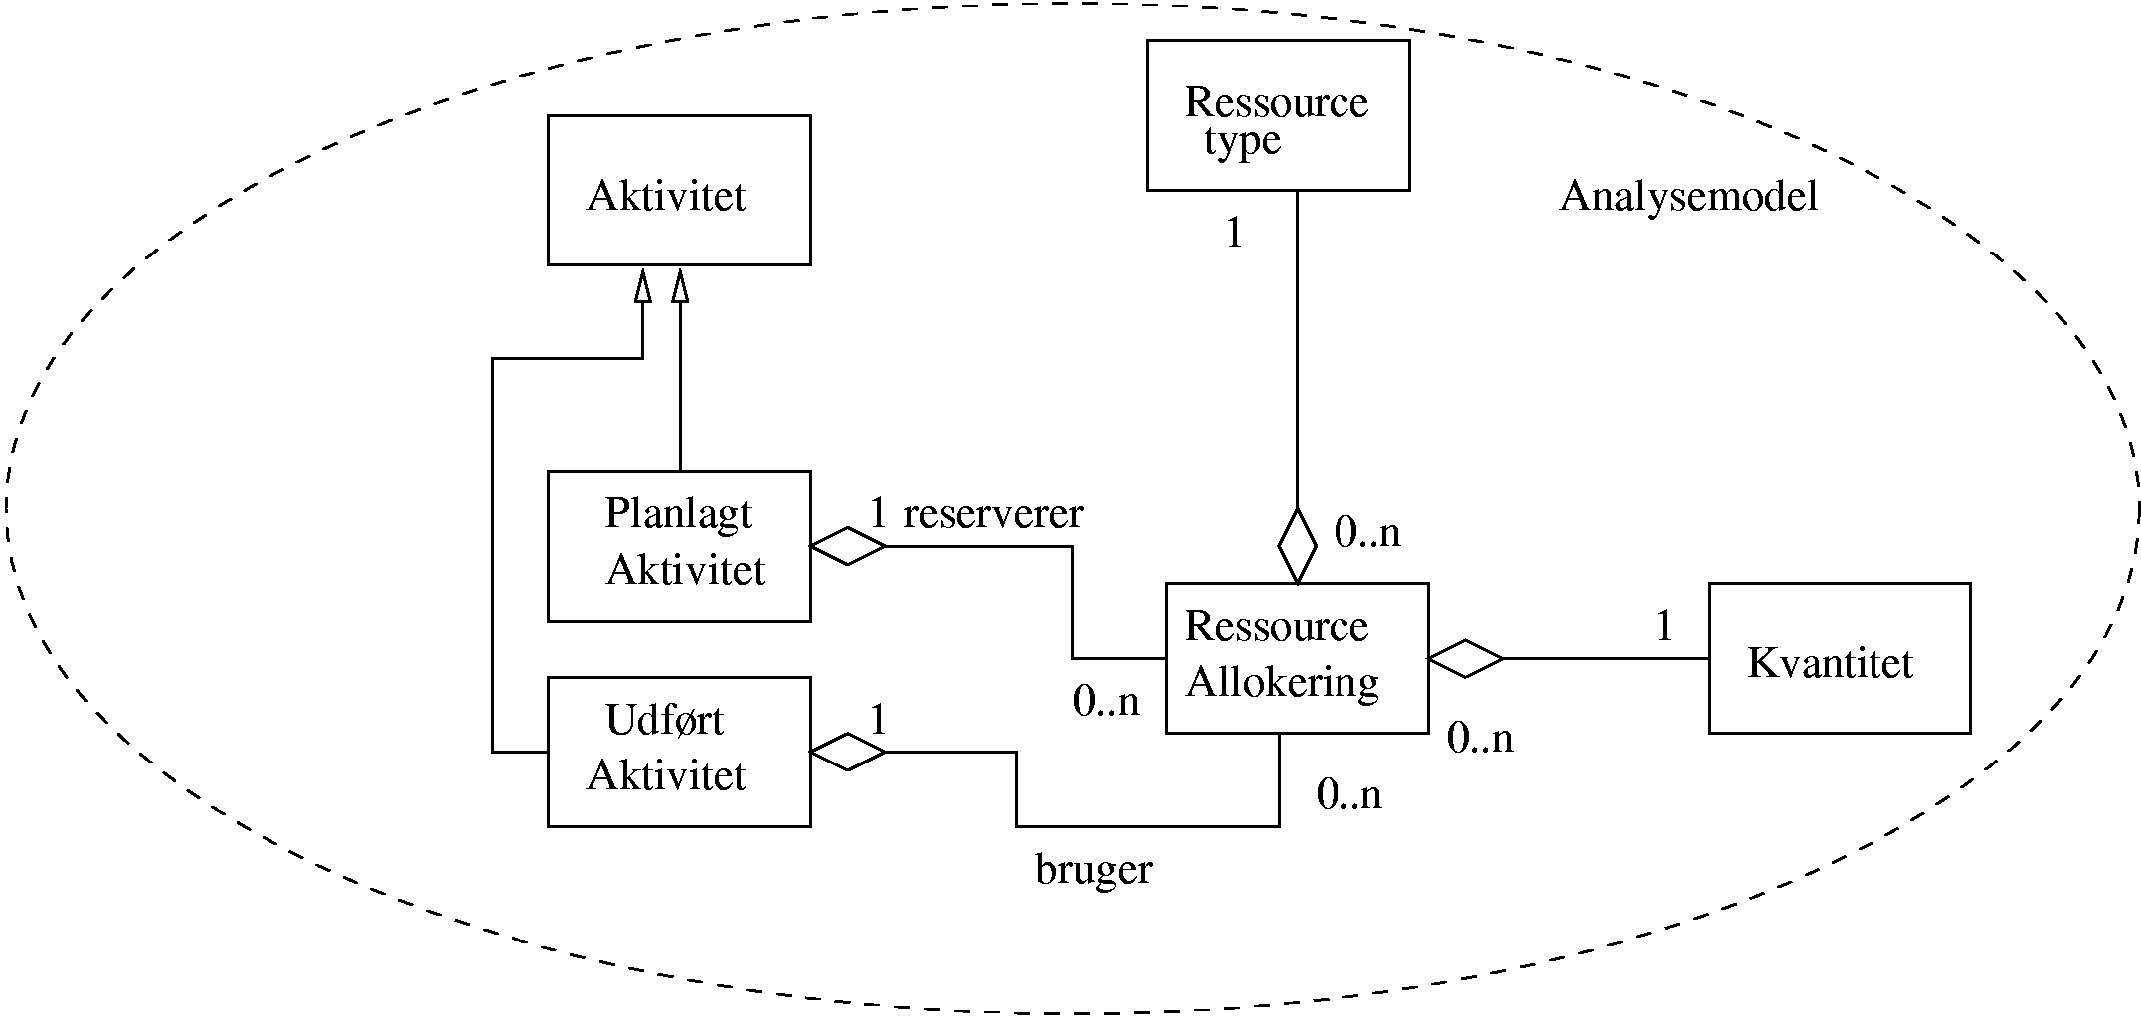 Ressource
type
Aktivitet
Analysemodel
1
Planlagt
Aktivitet
1 reserverer
0..n
Ressource
Allokering
1
Kvantitet
0..n
0..n
Udført
Aktivitet
1
0..n
bruger